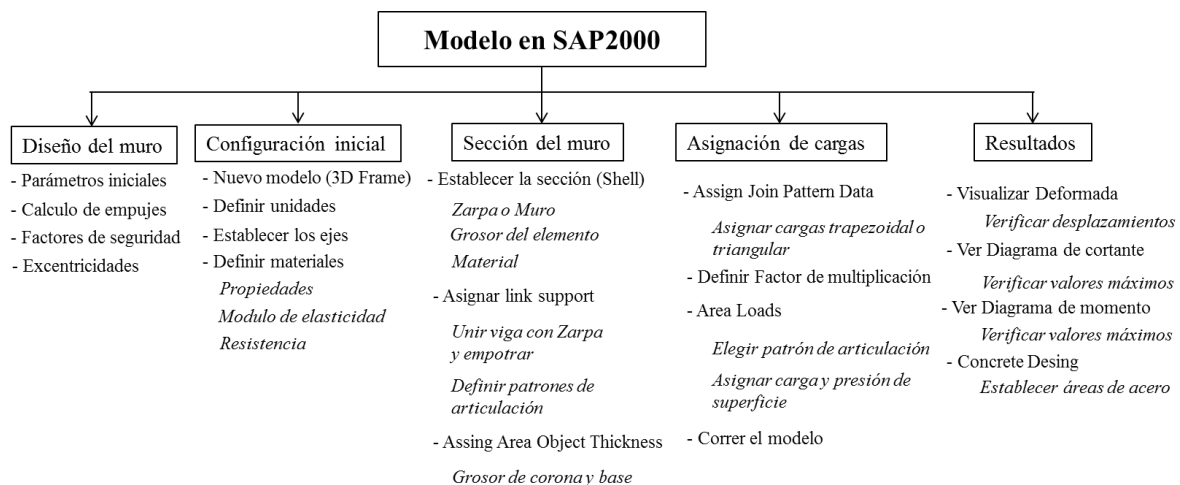 Modelo en SAP2000
Diseño del muro
- Parámetros iniciales
- Calculo de empujes
- Factores de seguridad
- Excentricidades
Configuración inicial
- Nuevo modelo (3D Frame)
- Definir unidades
- Establecer los ejes
- Definir materiales
Propiedades
Modulo de elasticidad
Resistencia
Sección del muro
- Establecer la sección (Shell)
Zarpa o Muro
Grosor del elemento
Material
- Asignar link support
Unir viga con Zarpa
y empotrar
Definir patrones de
articulación
- Assing Area Object Thickness
Grosor de corona y base
Asignación de cargas
- Assign Join Pattern Data
Asignar cargas trapezoidal o
triangular
- Definir Factor de multiplicación
- Area Loads
Elegir patrón de articulación
Asignar carga y presión de
superficie
- Correr el modelo
Resultados
- Visualizar Deformada
Verificar desplazamientos
- Ver Diagrama de cortante
Verificar valores máximos
- Ver Diagrama de momento
Verificar valores máximos
- Concrete Desing
Establecer áreas de acero